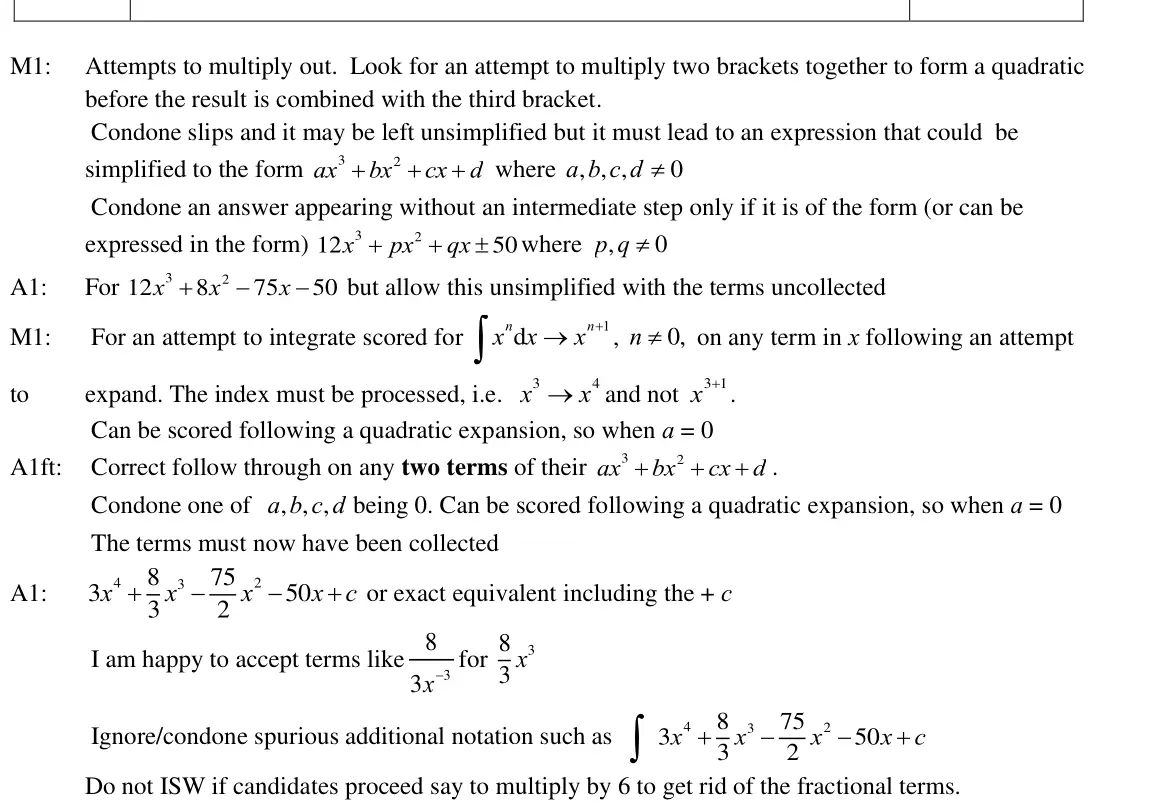 M1: Attempts to multiply out. Look for an attempt to multiply two brackets together to form a quadratic
before the result is combined with the third bracket.
Condone slips and it may be left unsimplified but it must lead to an expression that could be
simplified to the form ax³ + bx² + cx + d where a, b, c, d ≠ 0
Condone an answer appearing without an intermediate step only if it is of the form (or can be
expressed in the form) 12x³ + px² + qx ± 50 where p, q ≠ 0
A1: For 12x³ + 8x² − 75x − 50 but allow this unsimplified with the terms uncollected
M1: For an attempt to integrate scored for ∫xⁿdx → xⁿ⁺¹, n ≠ 0, on any term in x following an attempt
to expand. The index must be processed, i.e. x³ → x⁴ and not x³⁺¹.
Can be scored following a quadratic expansion, so when a = 0
A1ft: Correct follow through on any two terms of their ax³ + bx² + cx + d.
Condone one of a, b, c, d being 0. Can be scored following a quadratic expansion, so when a = 0
The terms must now have been collected
A1: 3x⁴ + 8/3 x³ − 75/2 x² − 50x + c or exact equivalent including the + c
I am happy to accept terms like 8/3x⁻³ for 8/3 x³
Ignore/condone spurious additional notation such as ∫ 3x⁴ + 8/3 x³ − 75/2 x² − 50x + c
Do not ISW if candidates proceed say to multiply by 6 to get rid of the fractional terms.